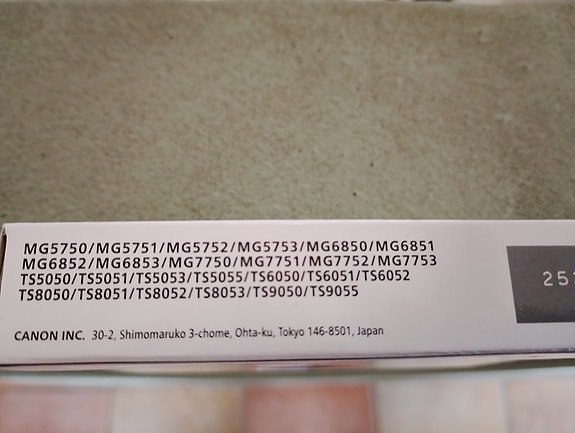 MG5750/MG5751/MG5752/MG5753/MG6850/MG6851
MG6852/MG6853/MG7750/MG7751/MG7752/MG7753
TS5050/TS5051/TS5053/TS5055/TS6050/TS6051/TS6052
TS8050/TS8051/TS8052/TS8053/TS9050/TS9055
CANON INC. 30-2, Shimomaruko 3-chome, Ohta-ku, Tokyo 146-8501, Japan